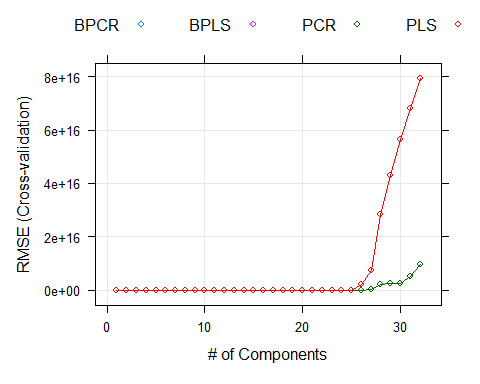 BPCR BPLS PCR PLS
8e+16
6e+16
4e+16
2e+16
0e+00
RMSE (Cross-validation)
0 10 20 30
# of Components